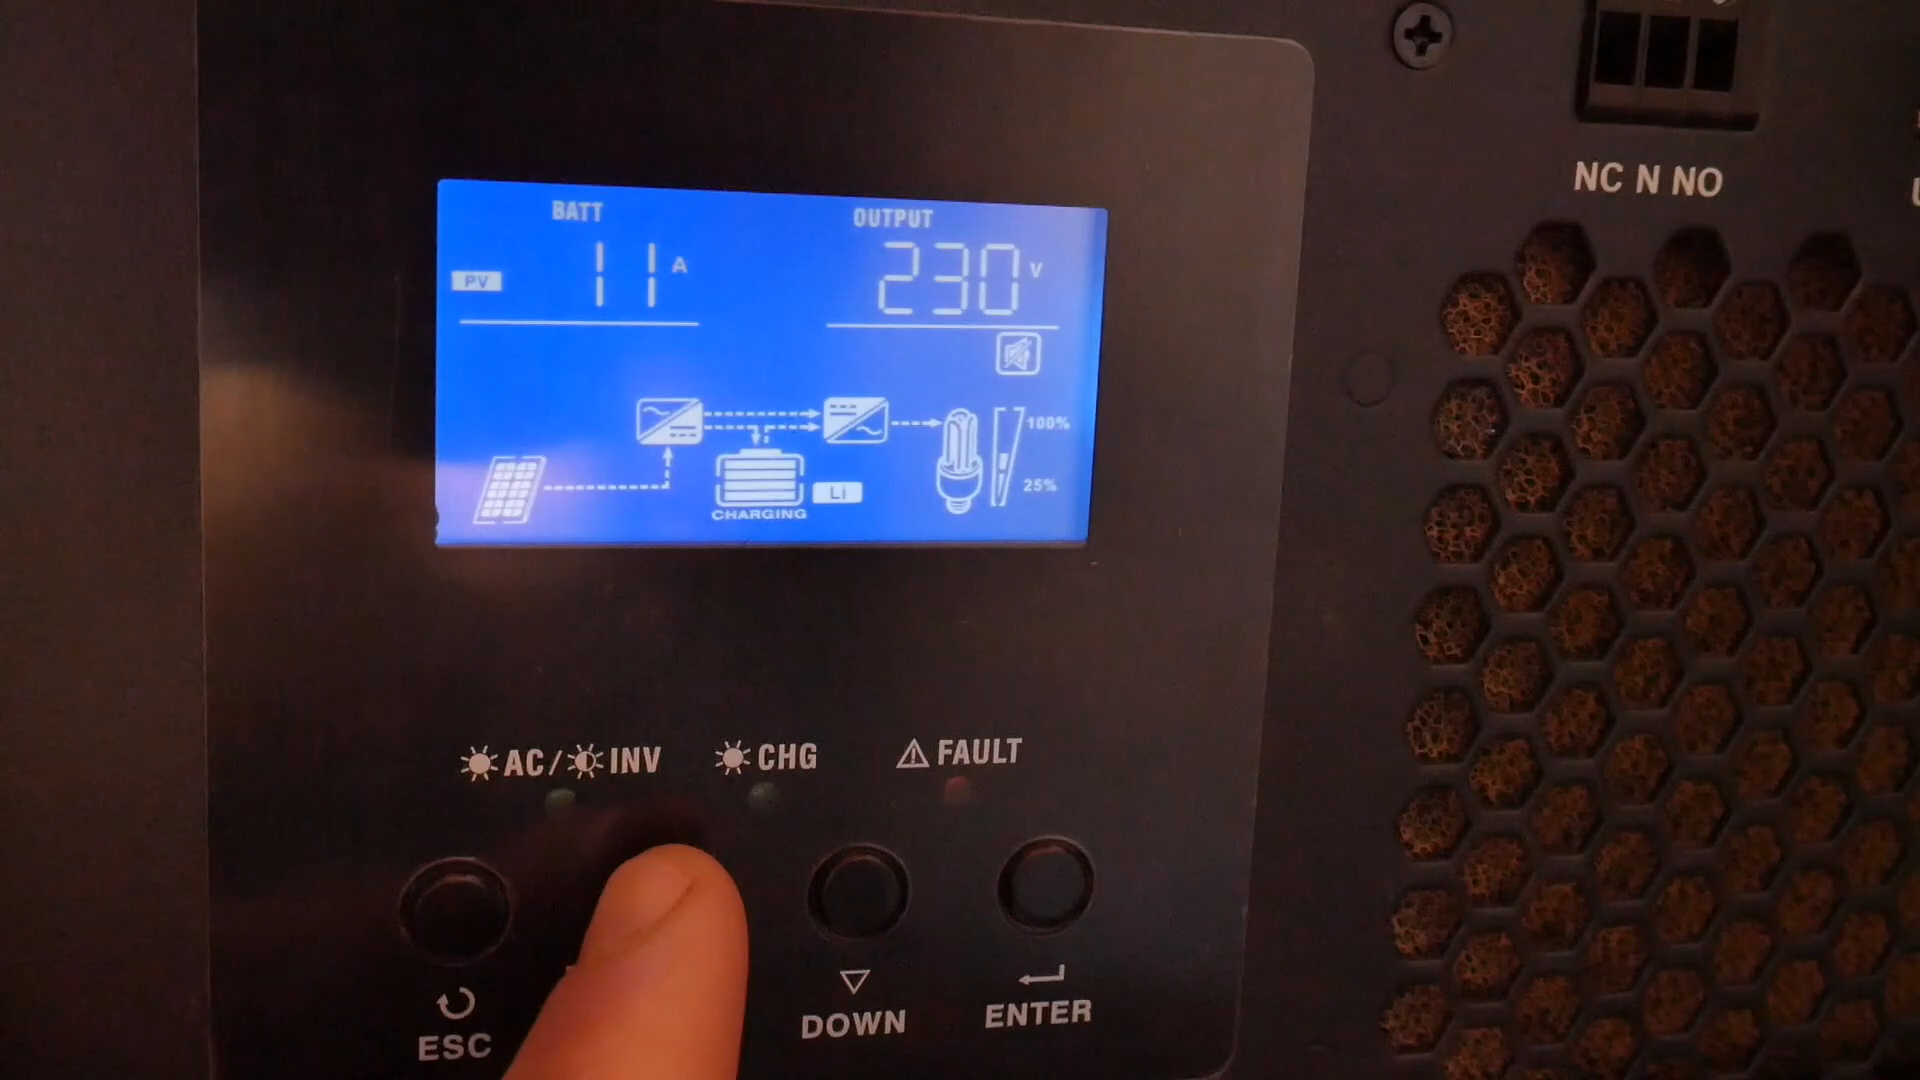 NC N NO
BATT
OUTPUT
PV
11 A
230 V
100%
25%
Li
CHARGING
AC/ INV
CHG
FAULT
ESC
DOWN
ENTER